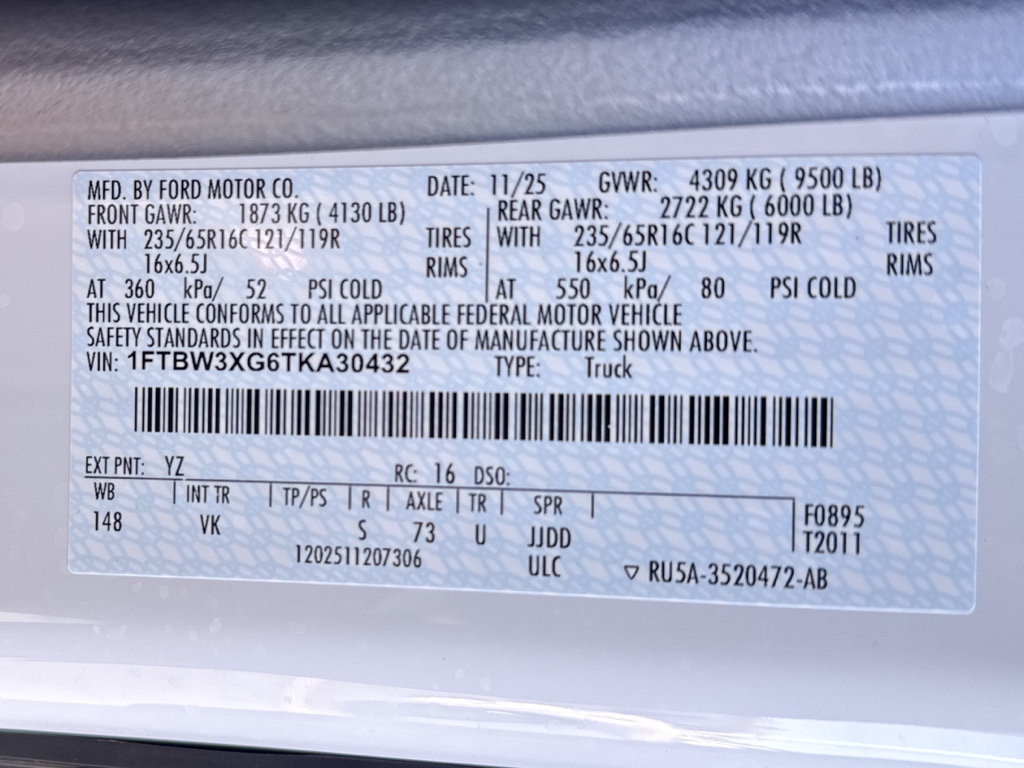 MFD. BY FORD MOTOR CO. DATE: 11/25 GVWR: 4309 KG ( 9500 LB)
FRONT GAWR: 1873 KG ( 4130 LB) REAR GAWR: 2722 KG ( 6000 LB)
WITH 235/65R16C 121/119R TIRES WITH 235/65R16C 121/119R TIRES
16x6.5J RIMS 16x6.5J RIMS
AT 360 kPa/ 52 PSI COLD AT 550 kPa/ 80 PSI COLD
THIS VEHICLE CONFORMS TO ALL APPLICABLE FEDERAL MOTOR VEHICLE
SAFETY STANDARDS IN EFFECT ON THE DATE OF MANUFACTURE SHOWN ABOVE.
VIN: 1FTBW3XG6TKA30432 TYPE: Truck
EXT PNT: YZ RC: 16 DSO:
WB INT TR TP/PS R AXLE TR SPR F0895
148 VK S 73 U JJDD T2011
1202511207306 ULC ▽ RU5A-3520472-AB